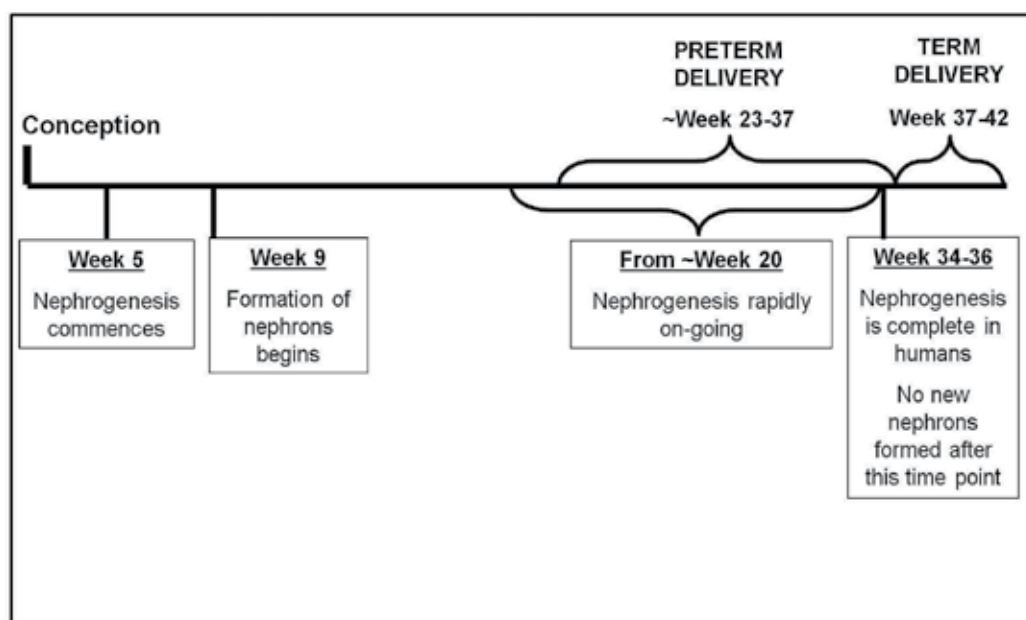 PRETERM
DELIVERY
~Week 23-37
TERM
DELIVERY
Week 37-42
Conception
Week 5
Nephrogenesis
commences
Week 9
Formation of
nephrons
begins
From ~Week 20
Nephrogenesis rapidly
on-going
Week 34-36
Nephrogenesis
is complete in
humans
No new
nephrons
formed after
this time point